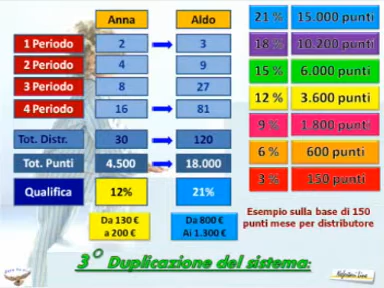 Anna Aldo
1 Periodo 2 3
2 Periodo 4 9
3 Periodo 8 27
4 Periodo 16 81
Tot. Distr. 30 120
Tot. Punti 4.500 18.000
Qualifica 12% 21%
Da 130 € a 200 €
Da 800 € Ai 1.300 €
21 % 15.000 punti
18 % 10.200 punti
15 % 6.000 punti
12 % 3.600 punti
9 % 1.800 punti
6 % 600 punti
3 % 150 punti
Esempio sulla base di 150
punti mese per distributore
3° Duplicazione del sistema: